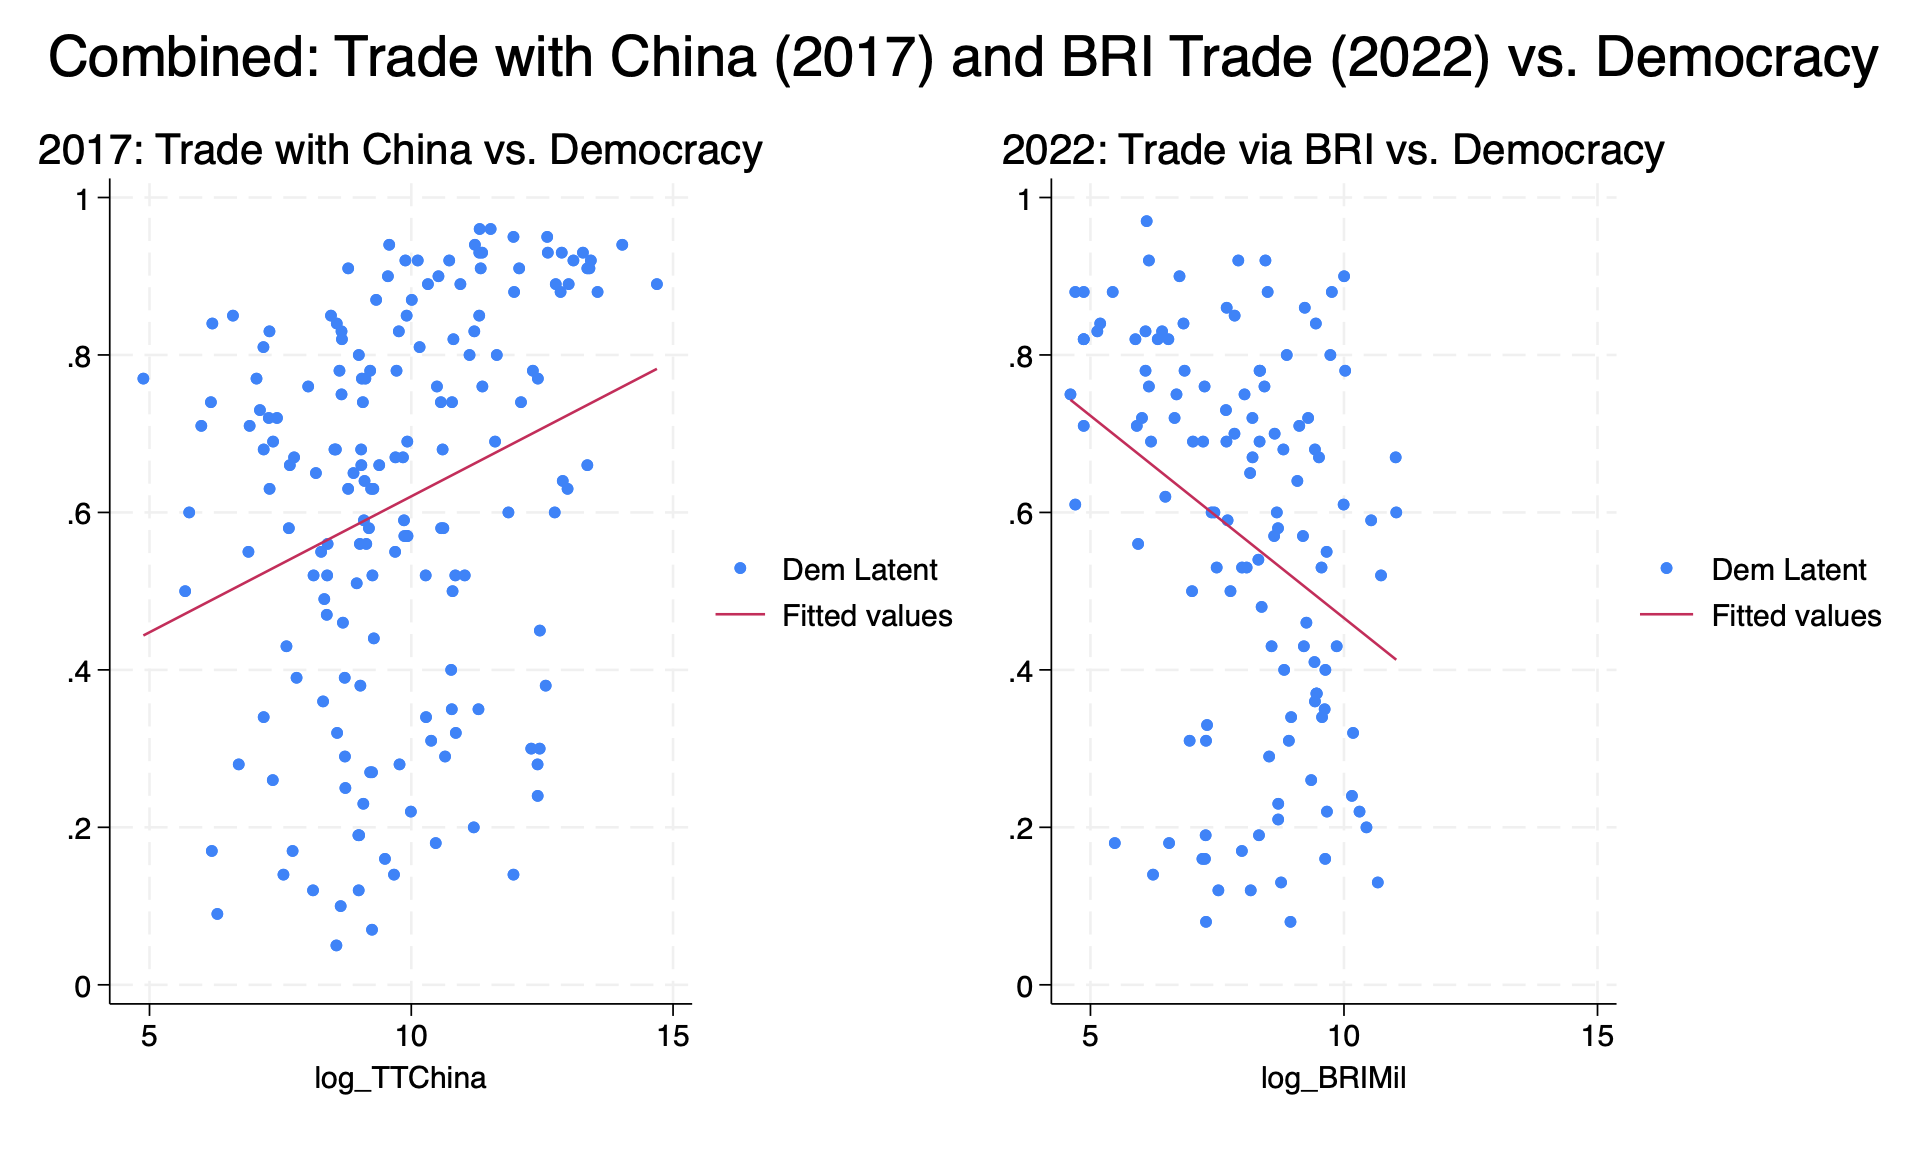 Combined: Trade with China (2017) and BRI Trade (2022) vs. Democracy
2017: Trade with China vs. Democracy
1
.8
.6
.4
.2
0
5 10 15
log_TTChina
Dem Latent
Fitted values
2022: Trade via BRI vs. Democracy
1
.8
.6
.4
.2
0
5 10 15
log_BRIMil
Dem Latent
Fitted values